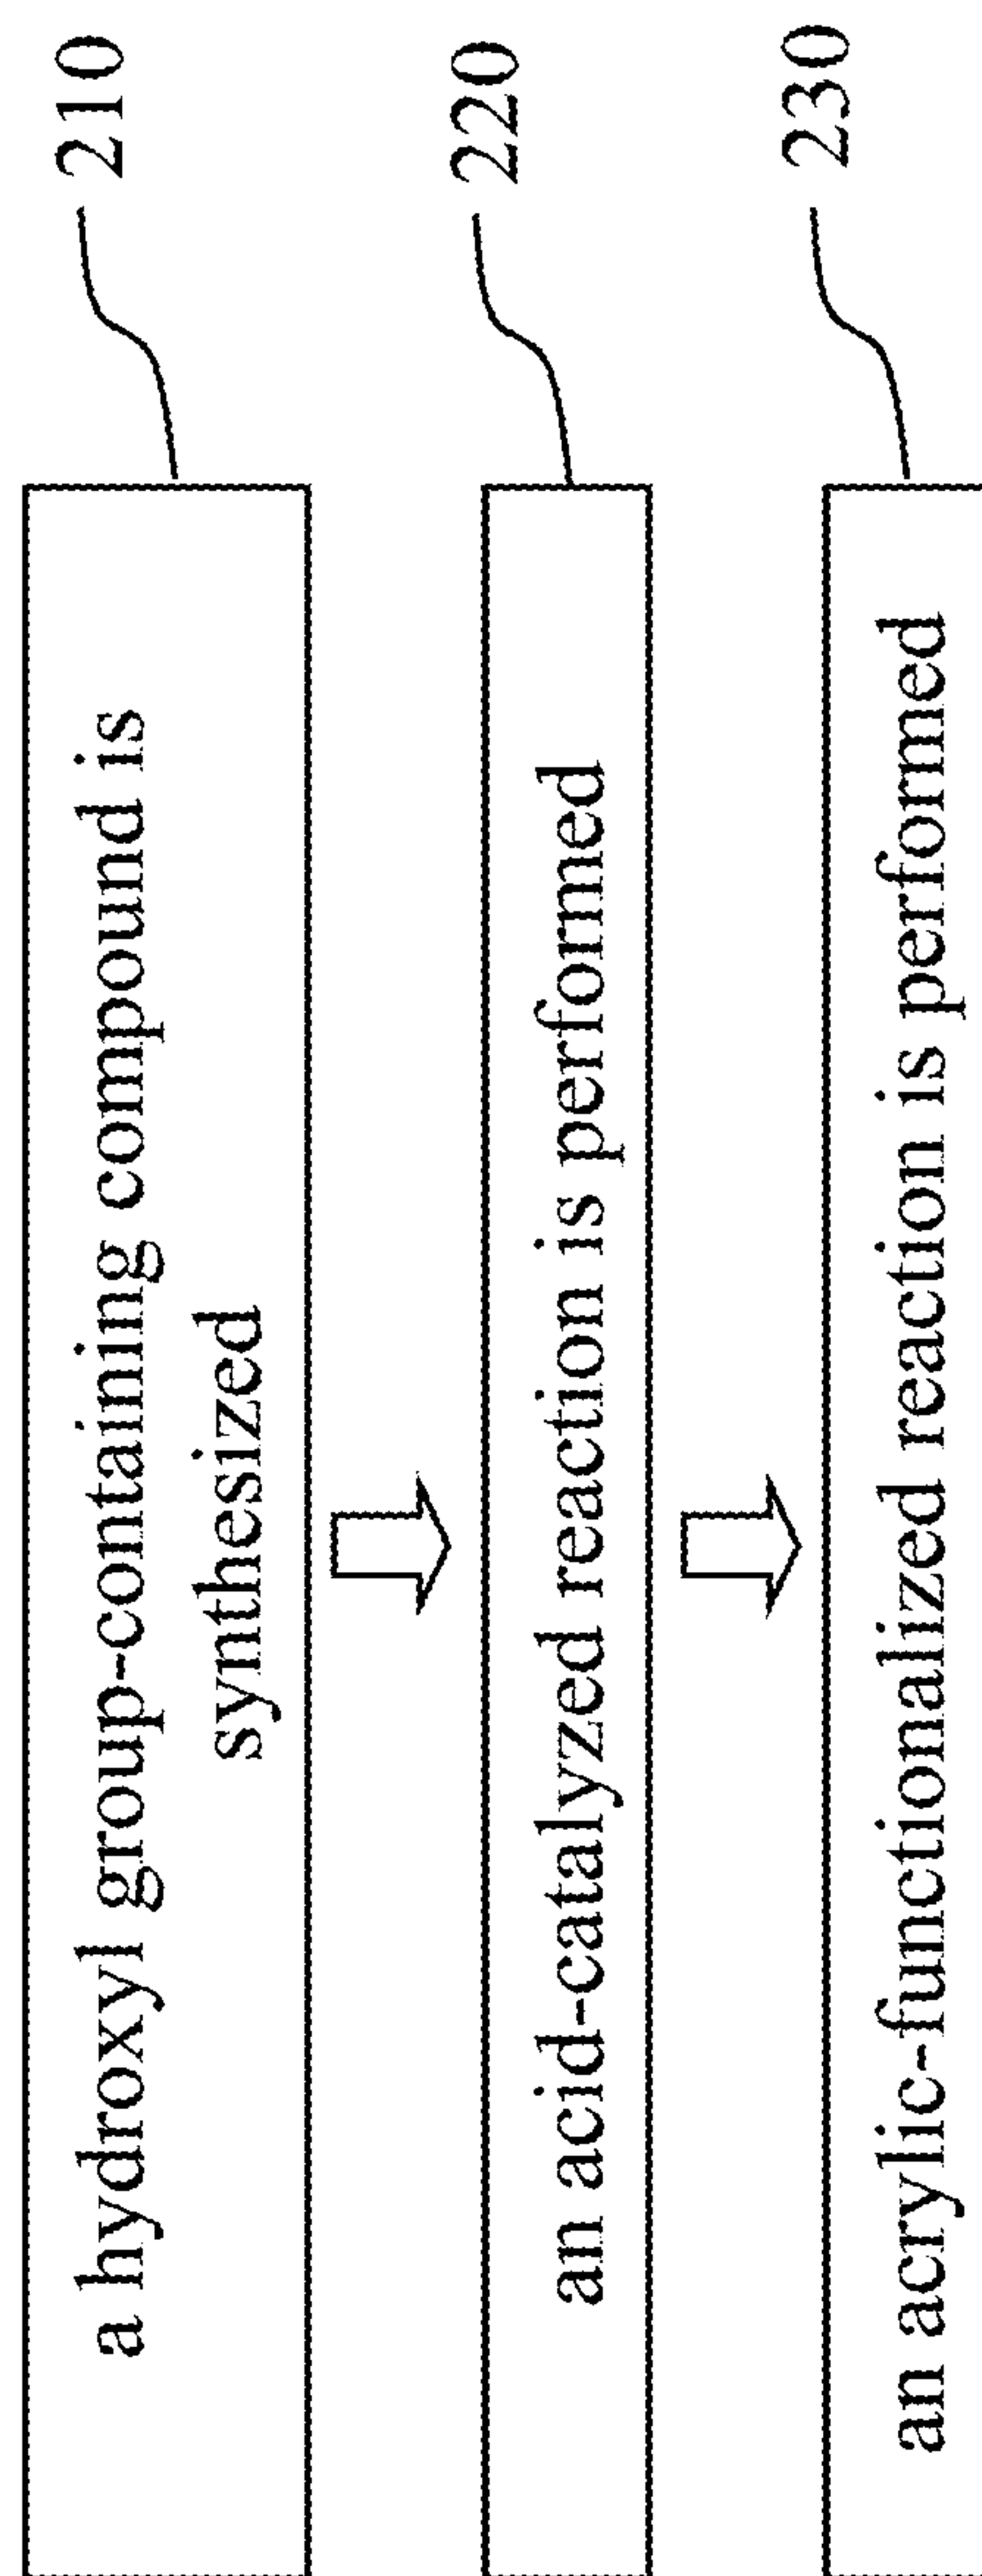 a hydroxyl group-containing compound is
synthesized
210
an acid-catalyzed reaction is performed
220
an acrylic-functionalized reaction is performed
230